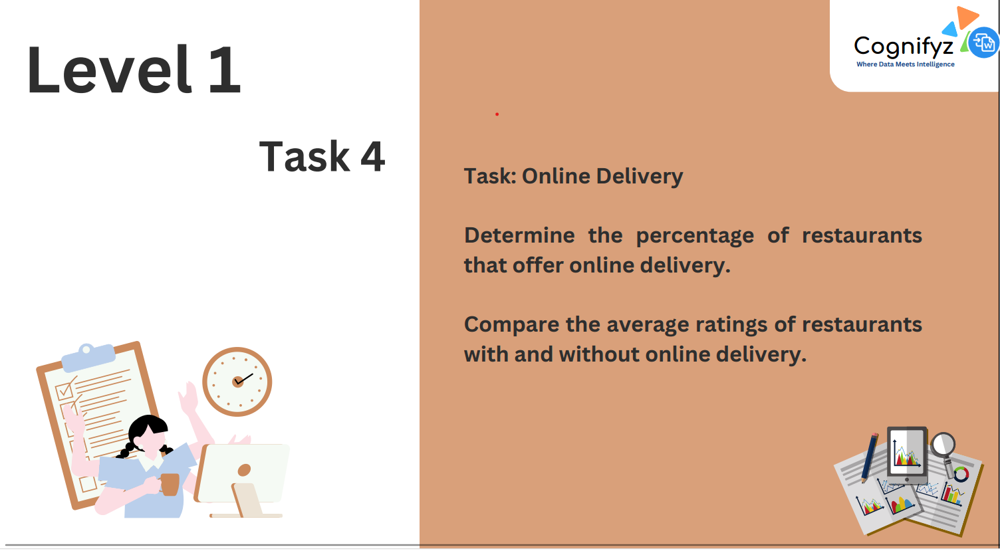 Level 1
Task 4
Cognifyz
Where Data Meets Intelligence
W
Task: Online Delivery
Determine the percentage of restaurants
that offer online delivery.
Compare the average ratings of restaurants
with and without online delivery.